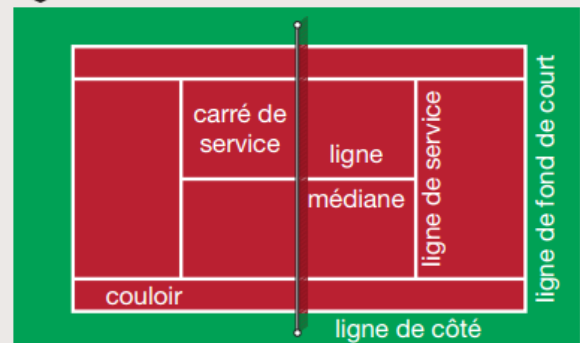 carré de
service
ligne
médiane
ligne de service
ligne de fond de court
couloir
ligne de côté